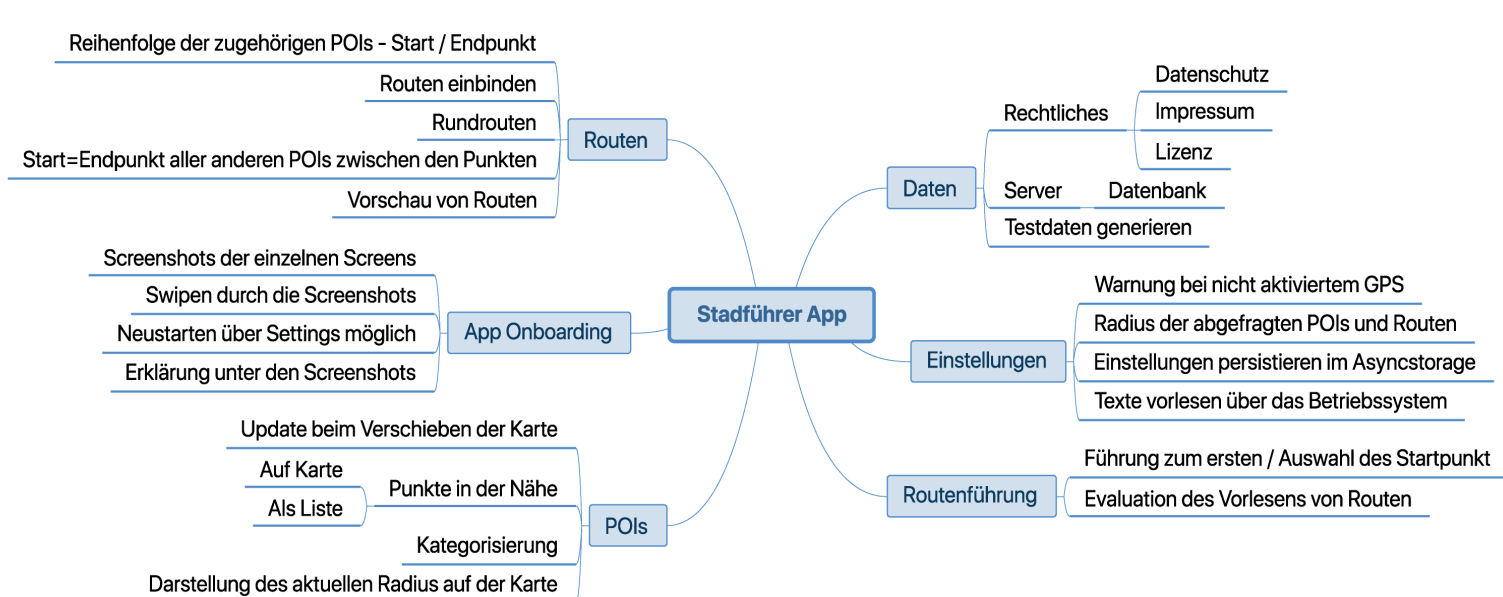 Stadführer App
Routen
Reihenfolge der zugehörigen POIs - Start / Endpunkt
Routen einbinden
Rundrouten
Start=Endpunkt aller anderen POIs zwischen den Punkten
Vorschau von Routen
App Onboarding
Screenshots der einzelnen Screens
Swipen durch die Screenshots
Neustarten über Settings möglich
Erklärung unter den Screenshots
POIs
Update beim Verschieben der Karte
Punkte in der Nähe
Auf Karte
Als Liste
Kategorisierung
Darstellung des aktuellen Radius auf der Karte
Daten
Rechtliches
Datenschutz
Impressum
Lizenz
Server
Datenbank
Testdaten generieren
Einstellungen
Warnung bei nicht aktiviertem GPS
Radius der abgefragten POIs und Routen
Einstellungen persistieren im Asyncstorage
Texte vorlesen über das Betriebssystem
Routenführung
Führung zum ersten / Auswahl des Startpunkt
Evaluation des Vorlesens von Routen